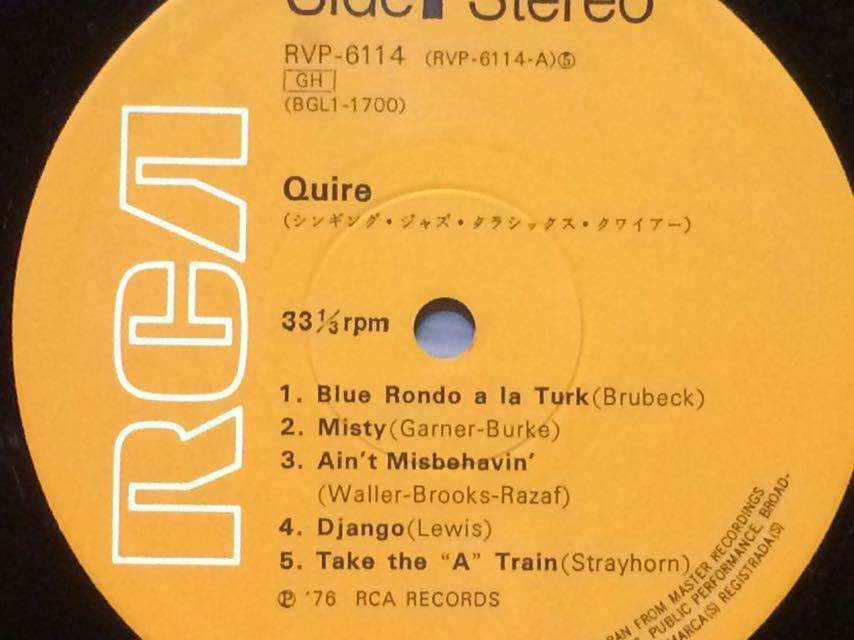 Side 1 Stereo
RVP-6114 (RVP-6114-A)⑤
GH
(BGL1-1700)
RCA
Quire
(シンギング・ジャズ・クラシックス・クワイアー)
33⅓rpm
1. Blue Rondo a la Turk(Brubeck)
2. Misty(Garner-Burke)
3. Ain't Misbehavin'
(Waller-Brooks-Razaf)
4. Django(Lewis)
5. Take the “A” Train(Strayhorn)
Ⓟ '76 RCA RECORDS
FROM MASTER RECORDINGS
PUBLIC PERFORMANCE, BROAD-
MARCA(S) REGISTRADA(S)